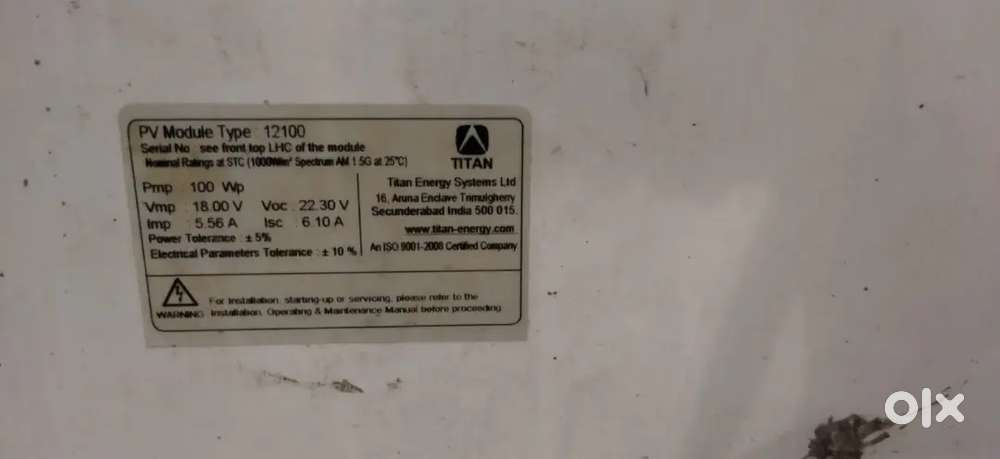 PV Module Type : 12100
Serial No : see front top LHC of the module
Nominal Ratings at STC (1000W/m² Spectrum AM 1.5G at 25°C)
TITAN
Pmp : 100 Wp
Vmp : 18.00 V Voc : 22.30 V
Imp : 5.56 A Isc : 6.10 A
Power Tolerance : ± 5%
Electrical Parameters Tolerance : ± 10 %
Titan Energy Systems Ltd
16, Aruna Enclave Trimulgherry
Secunderabad India 500 015.
www.titan-energy.com
An ISO 9001-2008 Certified Company
WARNING
For Installation, starting-up or servicing, please refer to the
Installation, Operating & Maintenance Manual before proceeding
olx